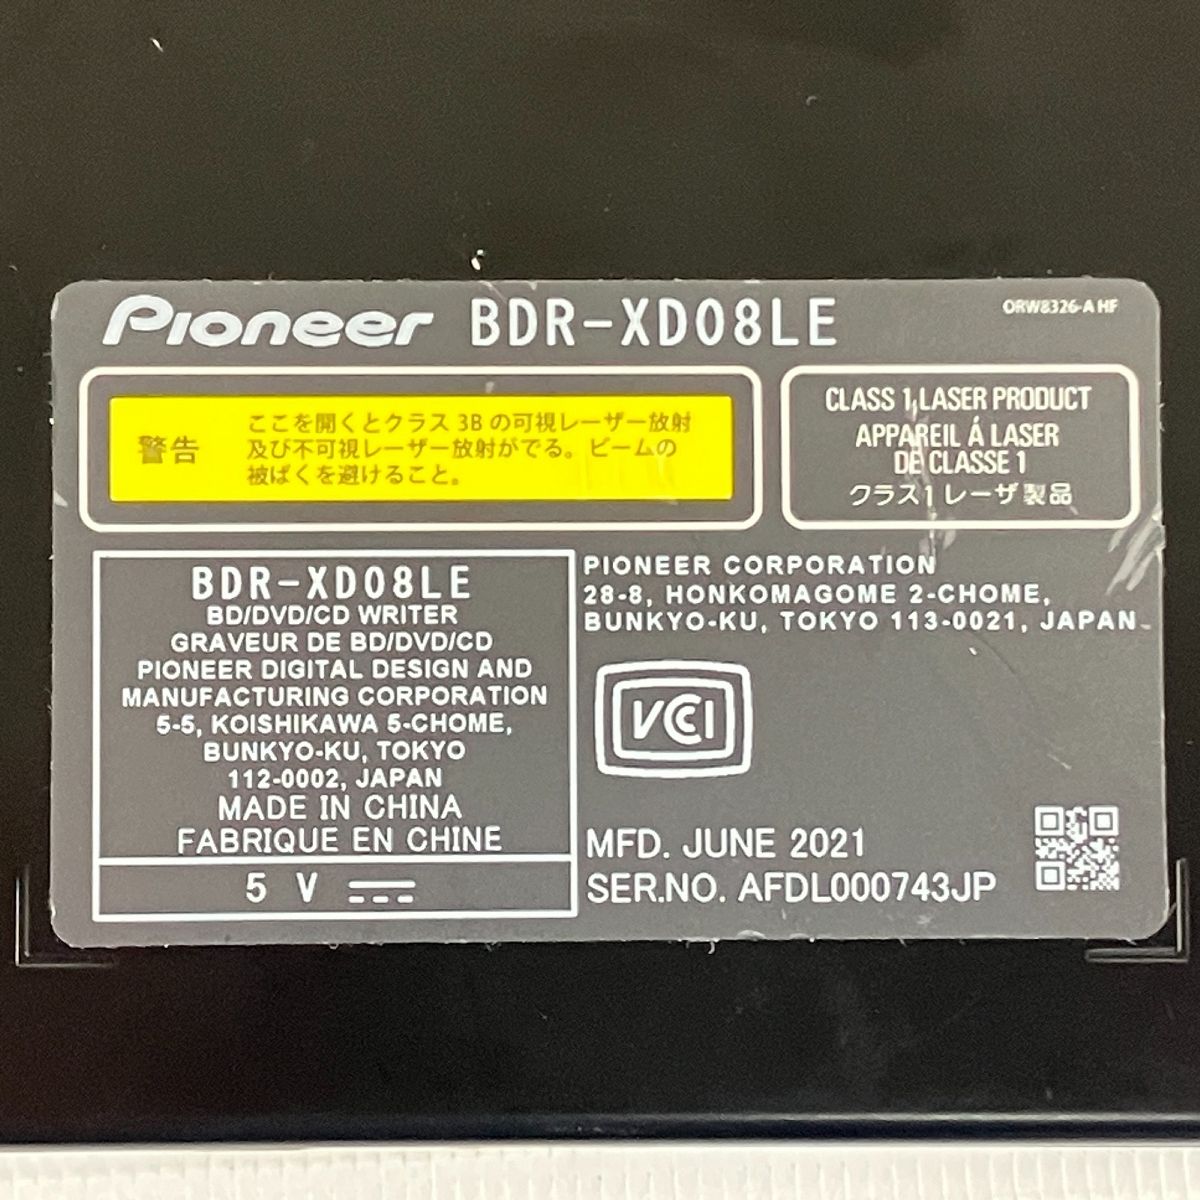 Pioneer BDR-XD08LE ORW8326-A HF
警告
ここを開くとクラス 3B の可視レーザー放射
及び不可視レーザー放射がでる。ビームの
被ばくを避けること。
CLASS 1 LASER PRODUCT
APPAREIL Á LASER
DE CLASSE 1
クラス1 レーザ製品
BDR-XD08LE
BD/DVD/CD WRITER
GRAVEUR DE BD/DVD/CD
PIONEER DIGITAL DESIGN AND
MANUFACTURING CORPORATION
5-5, KOISHIKAWA 5-CHOME,
BUNKYO-KU, TOKYO
112-0002, JAPAN
MADE IN CHINA
FABRIQUE EN CHINE
5 V
PIONEER CORPORATION
28-8, HONKOMAGOME 2-CHOME,
BUNKYO-KU, TOKYO 113-0021, JAPAN
VCCI
MFD. JUNE 2021
SER.NO. AFDL000743JP